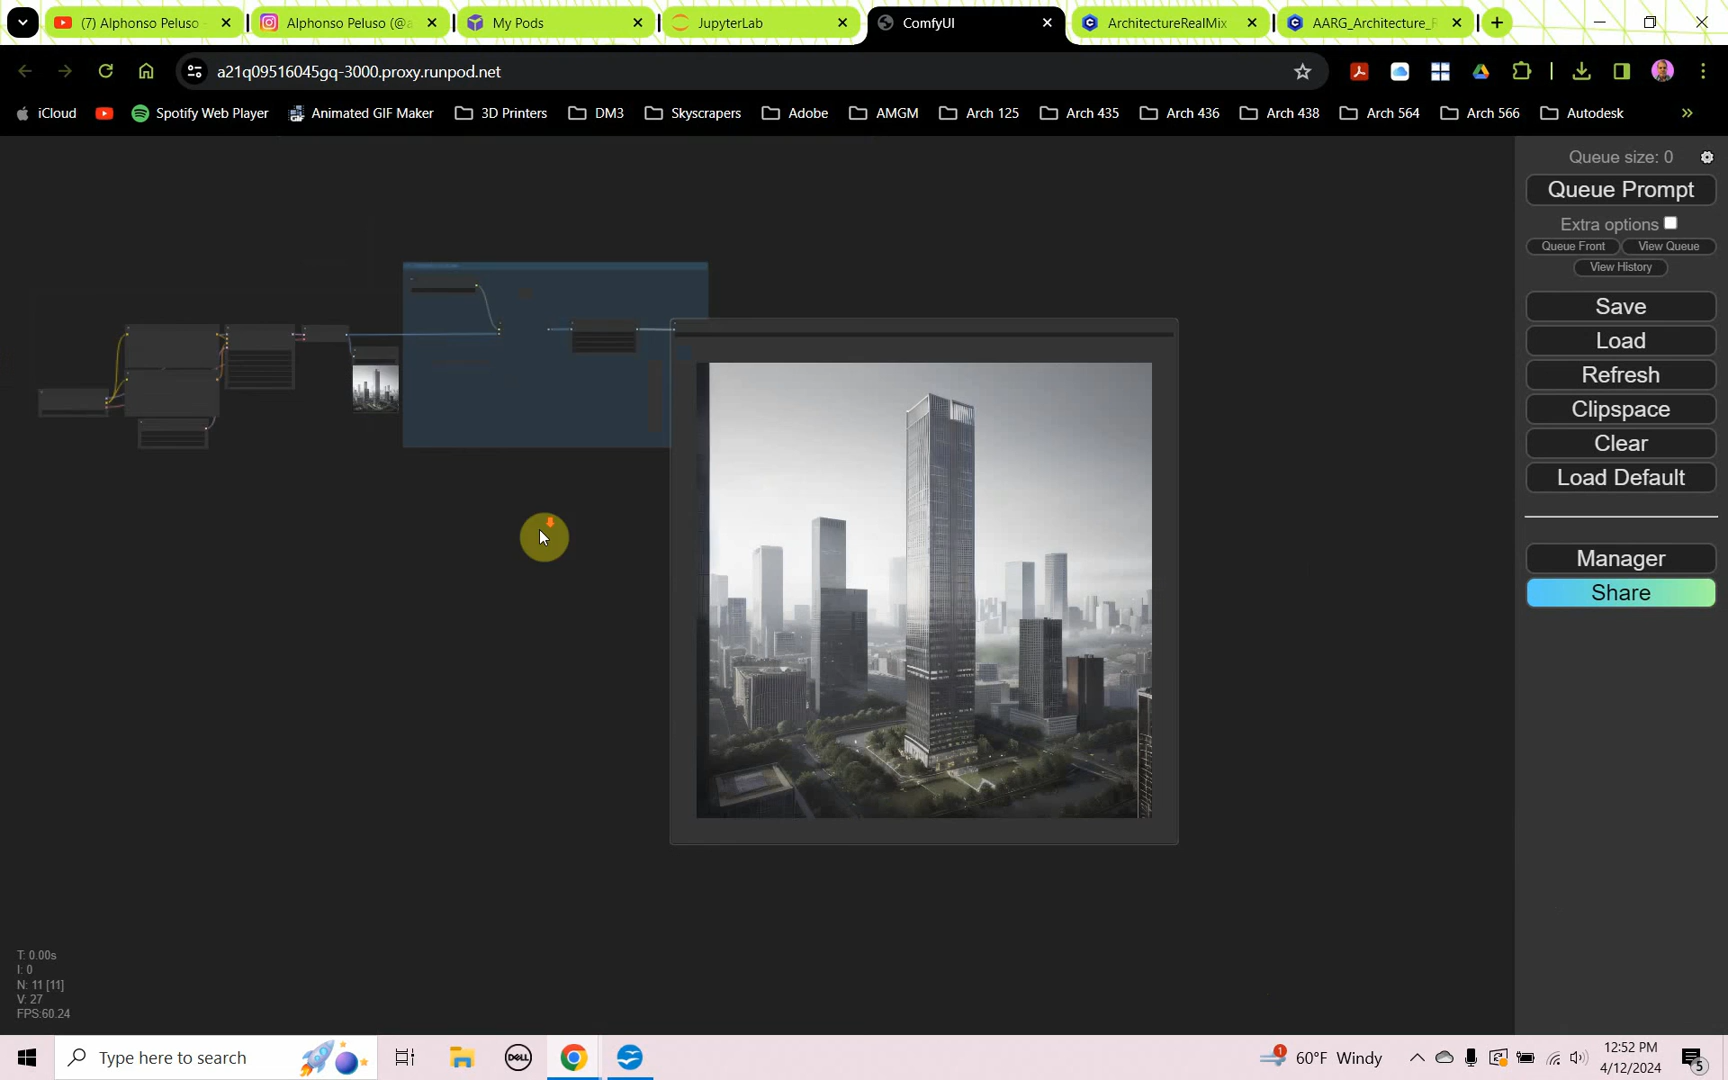 (7) Alphonso Peluso
Alphonso Peluso (@a
My Pods
JupyterLab
ComfyUI
ArchitectureRealMix
AARG_Architecture_R
a21q09516045gq-3000.proxy.runpod.net
iCloud
Spotify Web Player
Animated GIF Maker
3D Printers
DM3
Skyscrapers
Adobe
AMGM
Arch 125
Arch 435
Arch 436
Arch 438
Arch 564
Arch 566
Autodesk
»
Queue size: 0
Queue Prompt
Extra options
Queue Front
View Queue
View History
Save
Load
Refresh
Clipspace
Clear
Load Default
Manager
Share
T: 0.00s
I: 0
N: 11 [11]
V: 27
FPS:60.24
Type here to search
DELL
1
60°F Windy
12:52 PM
4/12/2024
5